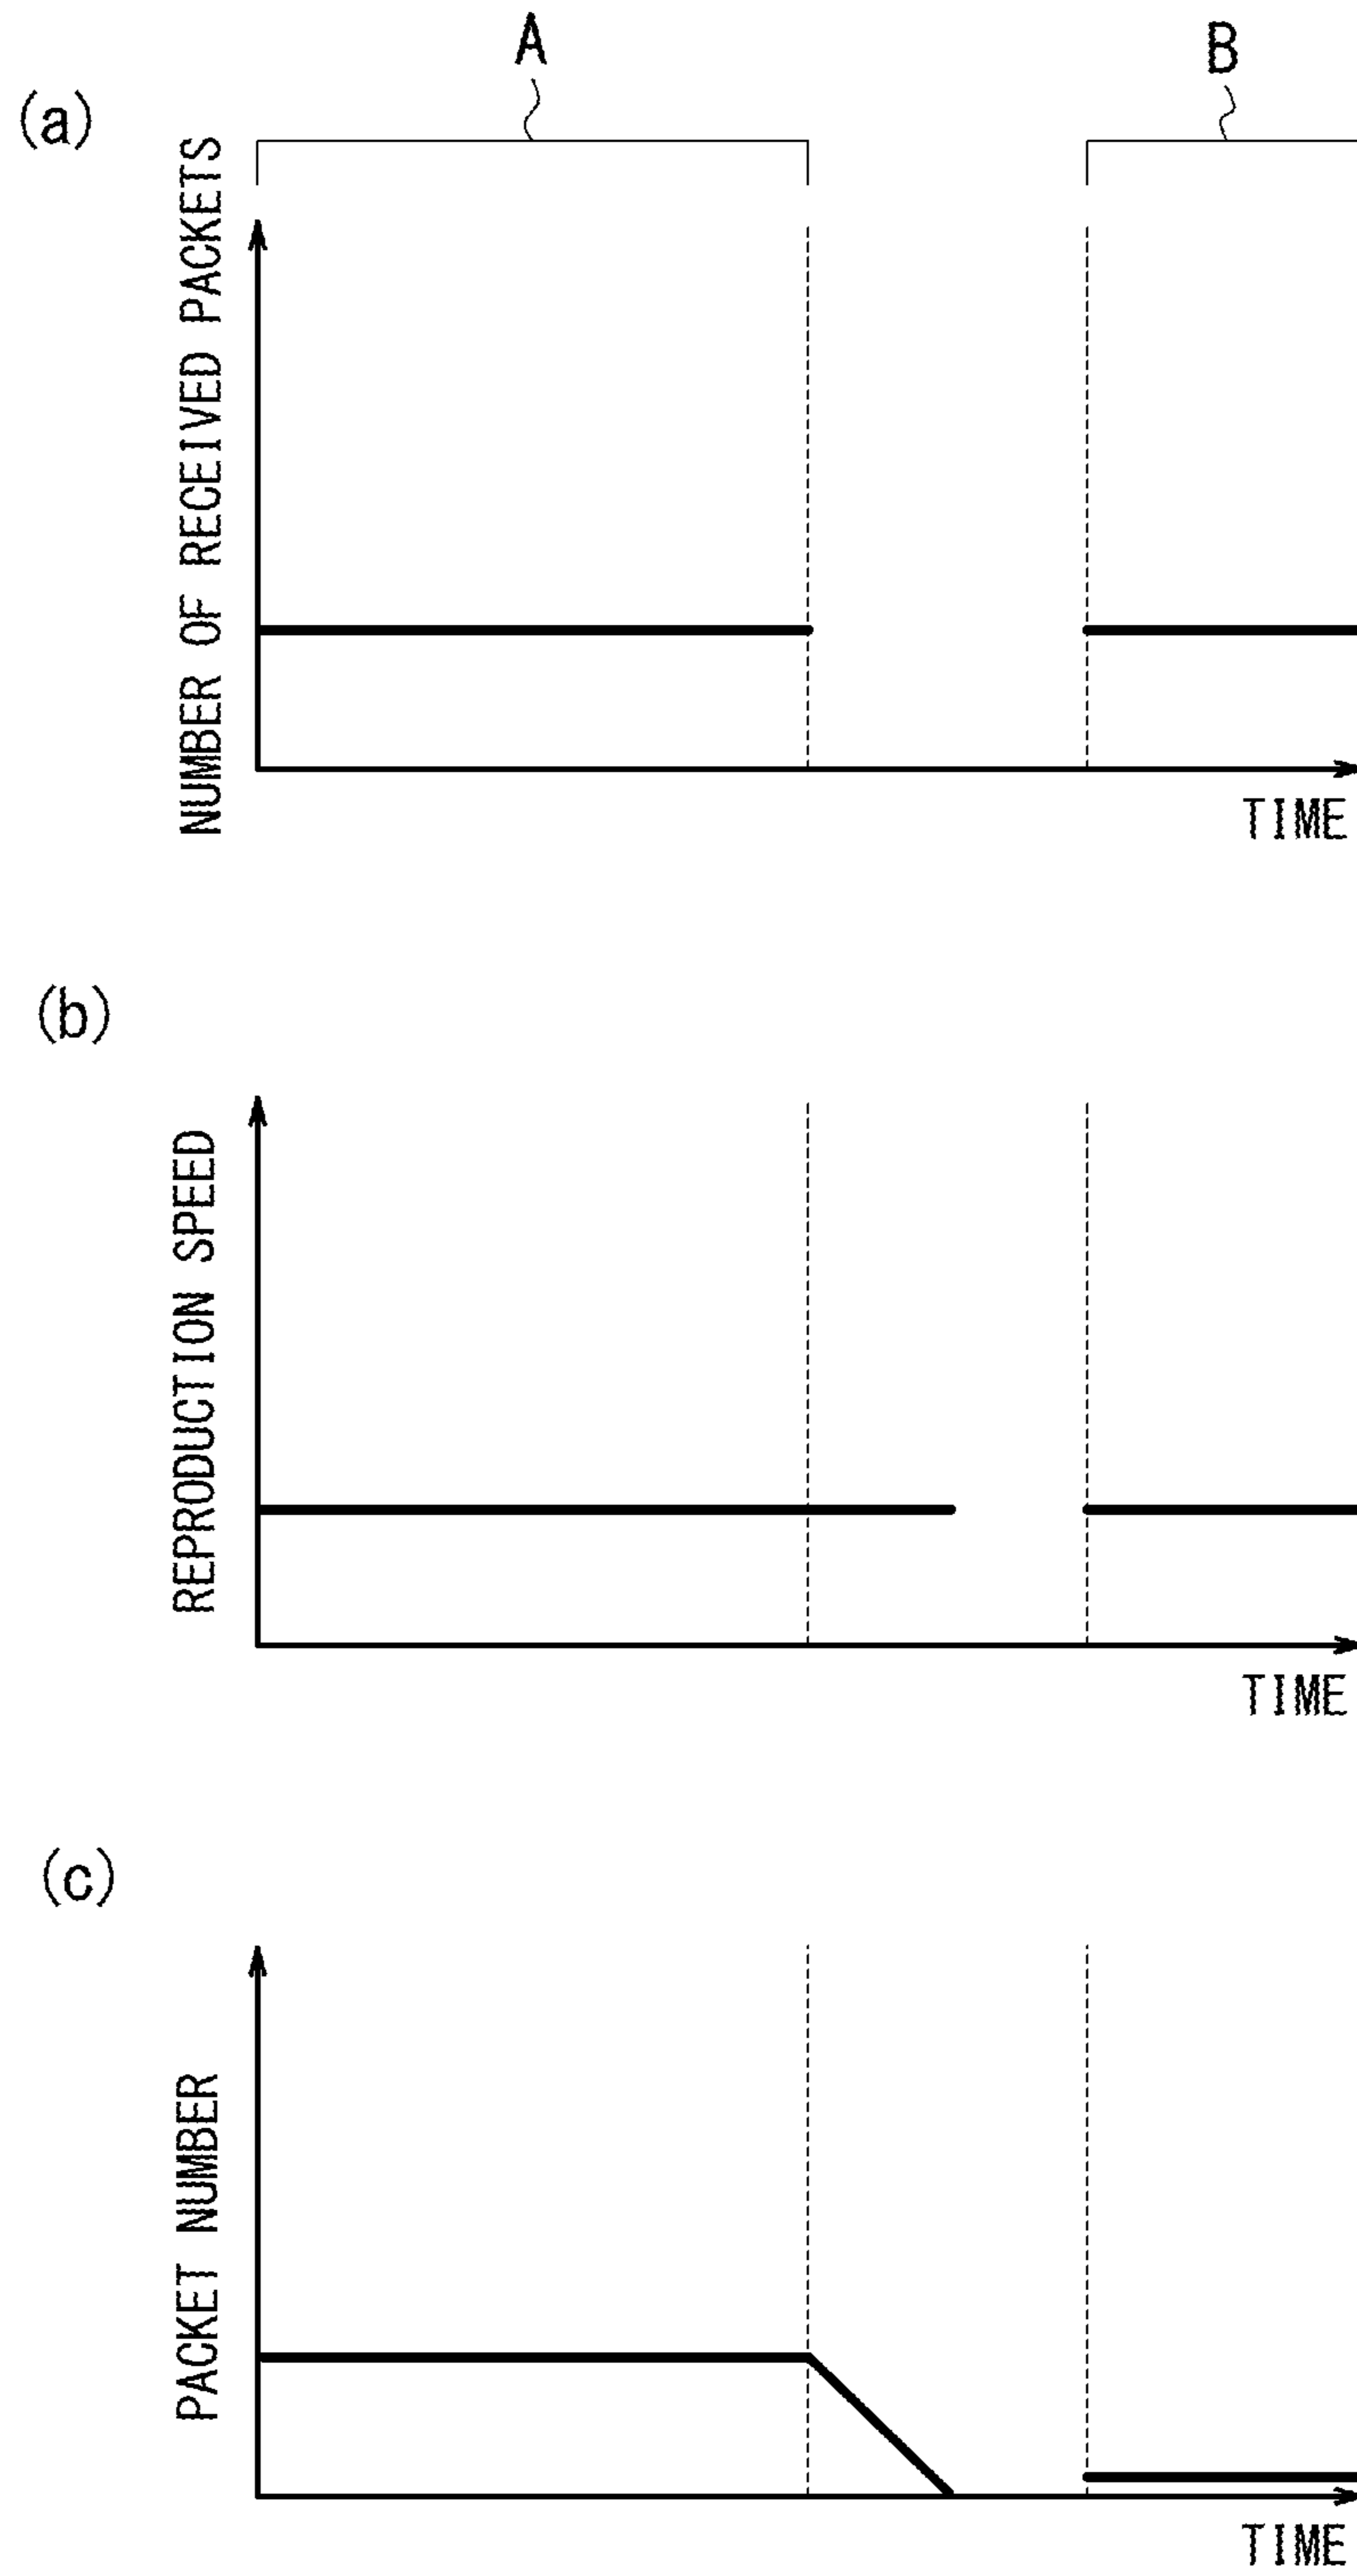 A
B
(a)
NUMBER OF RECEIVED PACKETS
TIME
(b)
REPRODUCTION SPEED
TIME
(c)
PACKET NUMBER
TIME